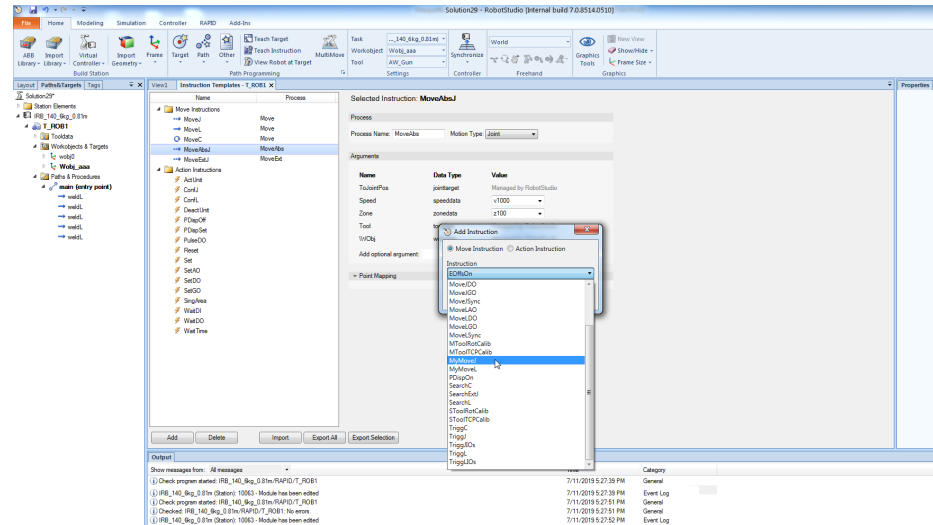 Solution29 - RobotStudio (Internal build 7.0.8514.0510)
File Home Modeling Simulation Controller RAPID Add-Ins
ABB Library Import Library Virtual Controller Import Geometry Frame Target Path Other Teach Target Teach Instruction View Robot at Target MultiMove
Build Station Path Programming
Task ..._140_6kg_0.81m)
Workobject Wobj_aaa
Tool AW_Gun
Settings
Synchronize
Controller
World
Freehand
Graphics Tools
New View
Show/Hide
Frame Size
Graphics
Layout Paths&Targets Tags
View1 Instruction Templates - T_ROB1
Properties
Solution29*
Station Elements
IRB_140_6kg_0.81m
T_ROB1
Tooldata
Workobjects & Targets
wobj0
Wobj_aaa
Paths & Procedures
main (entry point)
weldL
weldL
weldL
weldL
Name Process
Move Instructions
MoveJ Move
MoveL Move
MoveC Move
MoveAbsJ MoveAbs
MoveExtJ MoveExt
Action Instructions
ActUnit
ConfJ
ConfL
DeactUnit
PDispOff
PDispSet
PulseDO
Reset
Set
SetAO
SetDO
SetGO
SingArea
WaitDI
WaitDO
WaitTime
Add Delete Import Export All Export Selection
Selected Instruction: MoveAbsJ
Process
Process Name: MoveAbs Motion Type: Joint
Arguments
Name Data Type Value
ToJointPos jointtarget Managed by RobotStudio
Speed speeddata v1000
Zone zonedata z100
Tool
WObj
Add optional argument:
Point Mapping
Add Instruction
Move Instruction Action Instruction
Instruction
EOffsOn
MoveJDO
MoveJGO
MoveJSync
MoveLAO
MoveLDO
MoveLGO
MoveLSync
MToolRotCalib
MToolTCPCalib
MyMoveJ
MyMoveL
PDispOn
SearchC
SearchExtJ
SearchL
SToolRotCalib
SToolTCPCalib
TriggC
TriggJ
TriggJIOs
TriggL
TriggLIOs
Output
Show messages from: All messages Time Category
Check program started: IRB_140_6kg_0.81m/RAPID/T_ROB1 7/11/2019 5:27:39 PM General
IRB_140_6kg_0.81m (Station): 10063 - Module has been edited 7/11/2019 5:27:39 PM Event Log
Check program started: IRB_140_6kg_0.81m/RAPID/T_ROB1 7/11/2019 5:27:51 PM General
Checked: IRB_140_6kg_0.81m/RAPID/T_ROB1: No errors. 7/11/2019 5:27:51 PM General
IRB_140_6kg_0.81m (Station): 10063 - Module has been edited 7/11/2019 5:27:52 PM Event Log